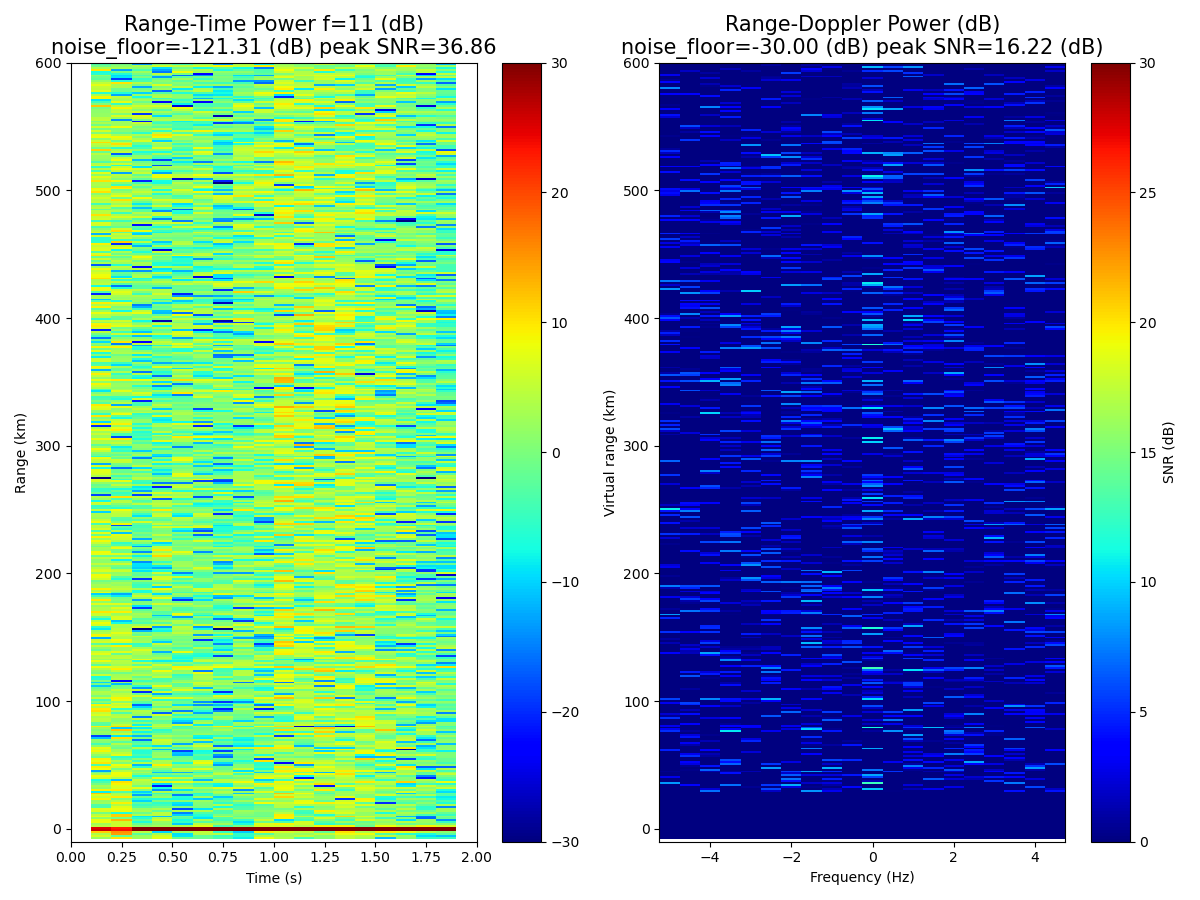 Range-Time Power f=11 (dB)
noise_floor=-121.31 (dB) peak SNR=36.86
600
500
400
300
200
100
0
Range (km)
0.00 0.25 0.50 0.75 1.00 1.25 1.50 1.75 2.00
Time (s)
30
20
10
0
−10
−20
−30
Range-Doppler Power (dB)
noise_floor=-30.00 (dB) peak SNR=16.22 (dB)
600
500
400
300
200
100
0
Virtual range (km)
−4 −2 0 2 4
Frequency (Hz)
30
25
20
15
10
5
0
SNR (dB)